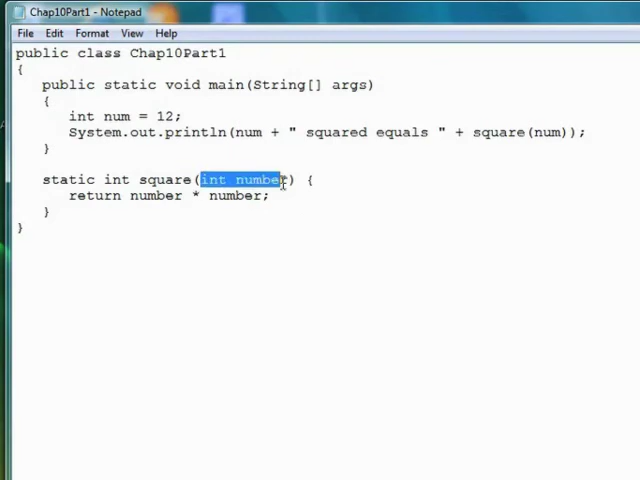 Chap10Part1 - Notepad
File Edit Format View Help
public class Chap10Part1
{
public static void main(String[] args)
{
int num = 12;
System.out.println(num + " squared equals " + square(num));
}
static int square(int number) {
return number * number;
}
}